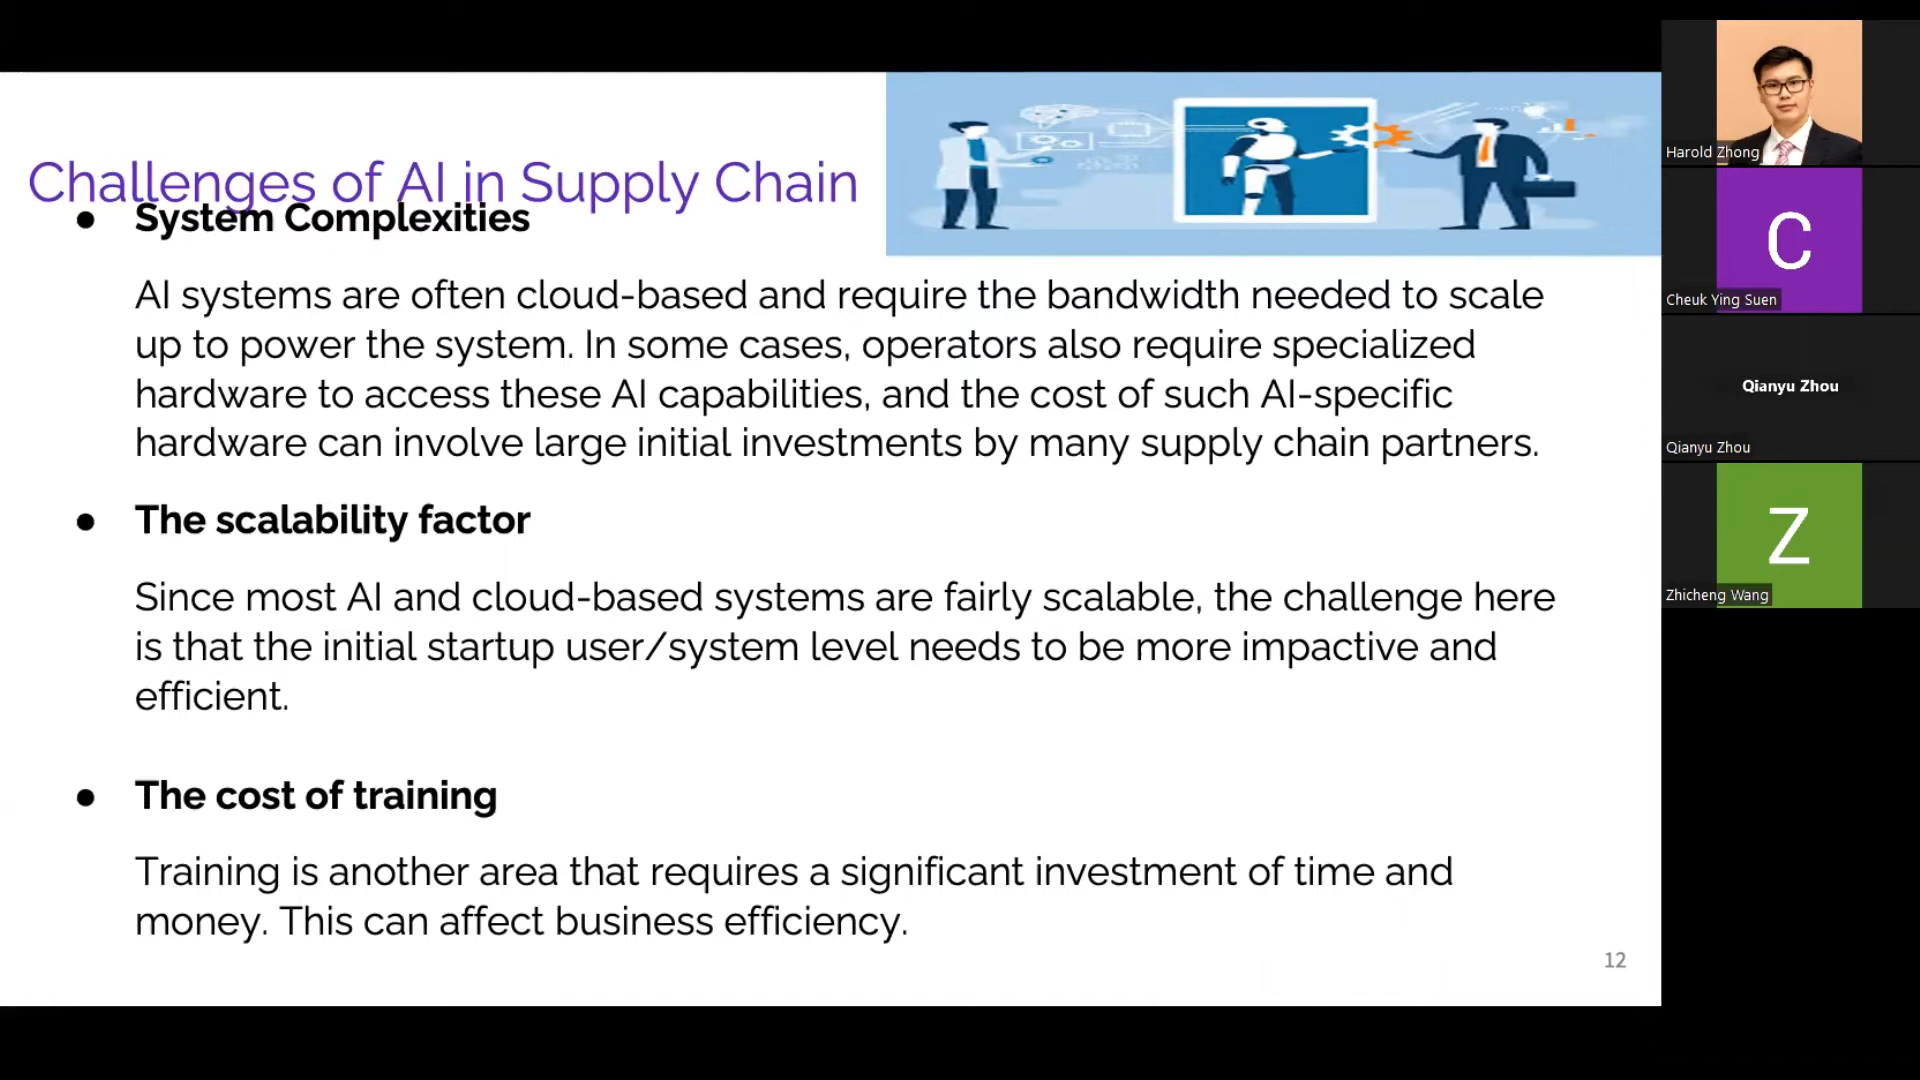 Challenges of AI in Supply Chain
● System Complexities
AI systems are often cloud-based and require the bandwidth needed to scale
up to power the system. In some cases, operators also require specialized
hardware to access these AI capabilities, and the cost of such AI-specific
hardware can involve large initial investments by many supply chain partners.
● The scalability factor
Since most AI and cloud-based systems are fairly scalable, the challenge here
is that the initial startup user/system level needs to be more impactive and
efficient.
● The cost of training
Training is another area that requires a significant investment of time and
money. This can affect business efficiency.
12
Harold Zhong
C
Cheuk Ying Suen
Qianyu Zhou
Qianyu Zhou
Z
Zhicheng Wang